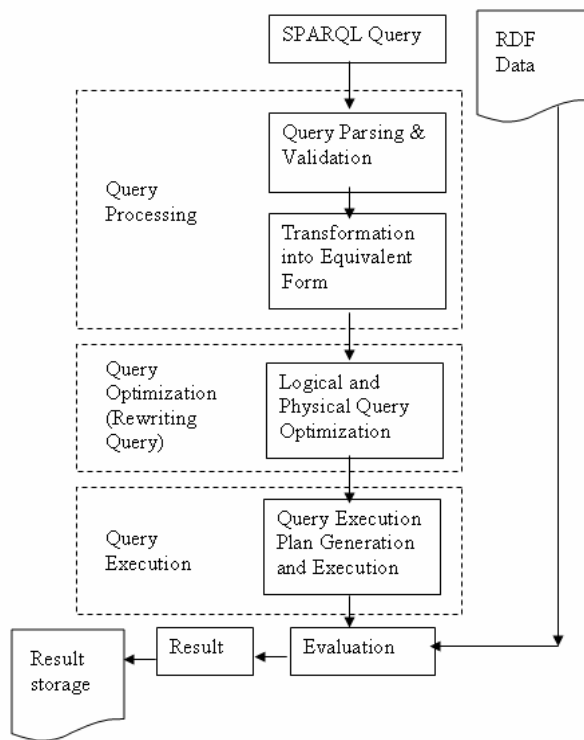 SPARQL Query
RDF
Data
Query Parsing &
Validation
Query
Processing
Transformation
into Equivalent
Form
Query
Optimization
(Rewriting
Query)
Logical and
Physical Query
Optimization
Query
Execution
Query Execution
Plan Generation
and Execution
Result
storage
Result
Evaluation